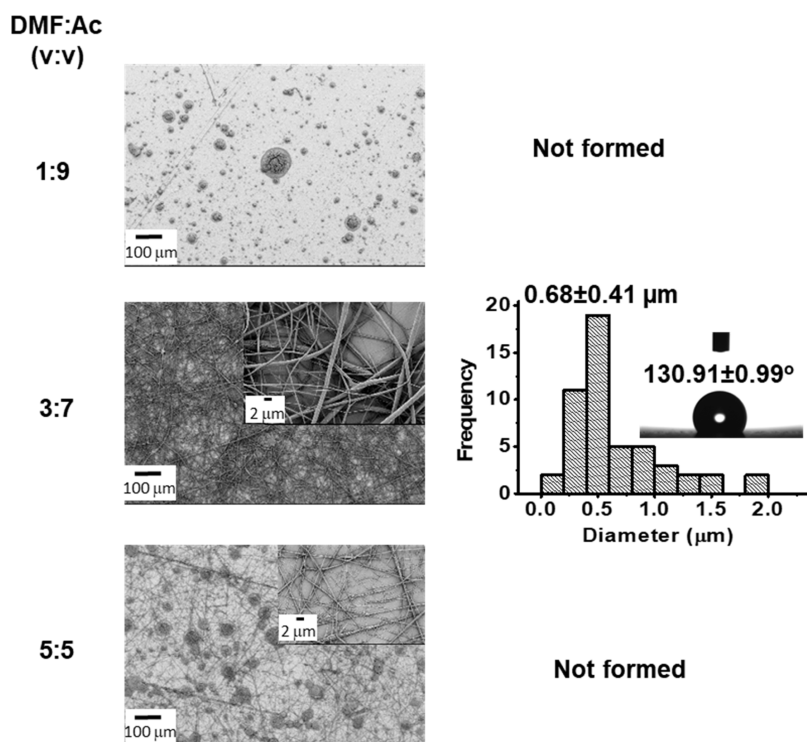 DMF:Ac
(v:v)
1:9
100 μm
Not formed
3:7
2 μm
100 μm
0.68±0.41 μm
130.91±0.99°
Frequency
20
15
10
5
0
0.0 0.5 1.0 1.5 2.0
Diameter (μm)
5:5
2 μm
100 μm
Not formed